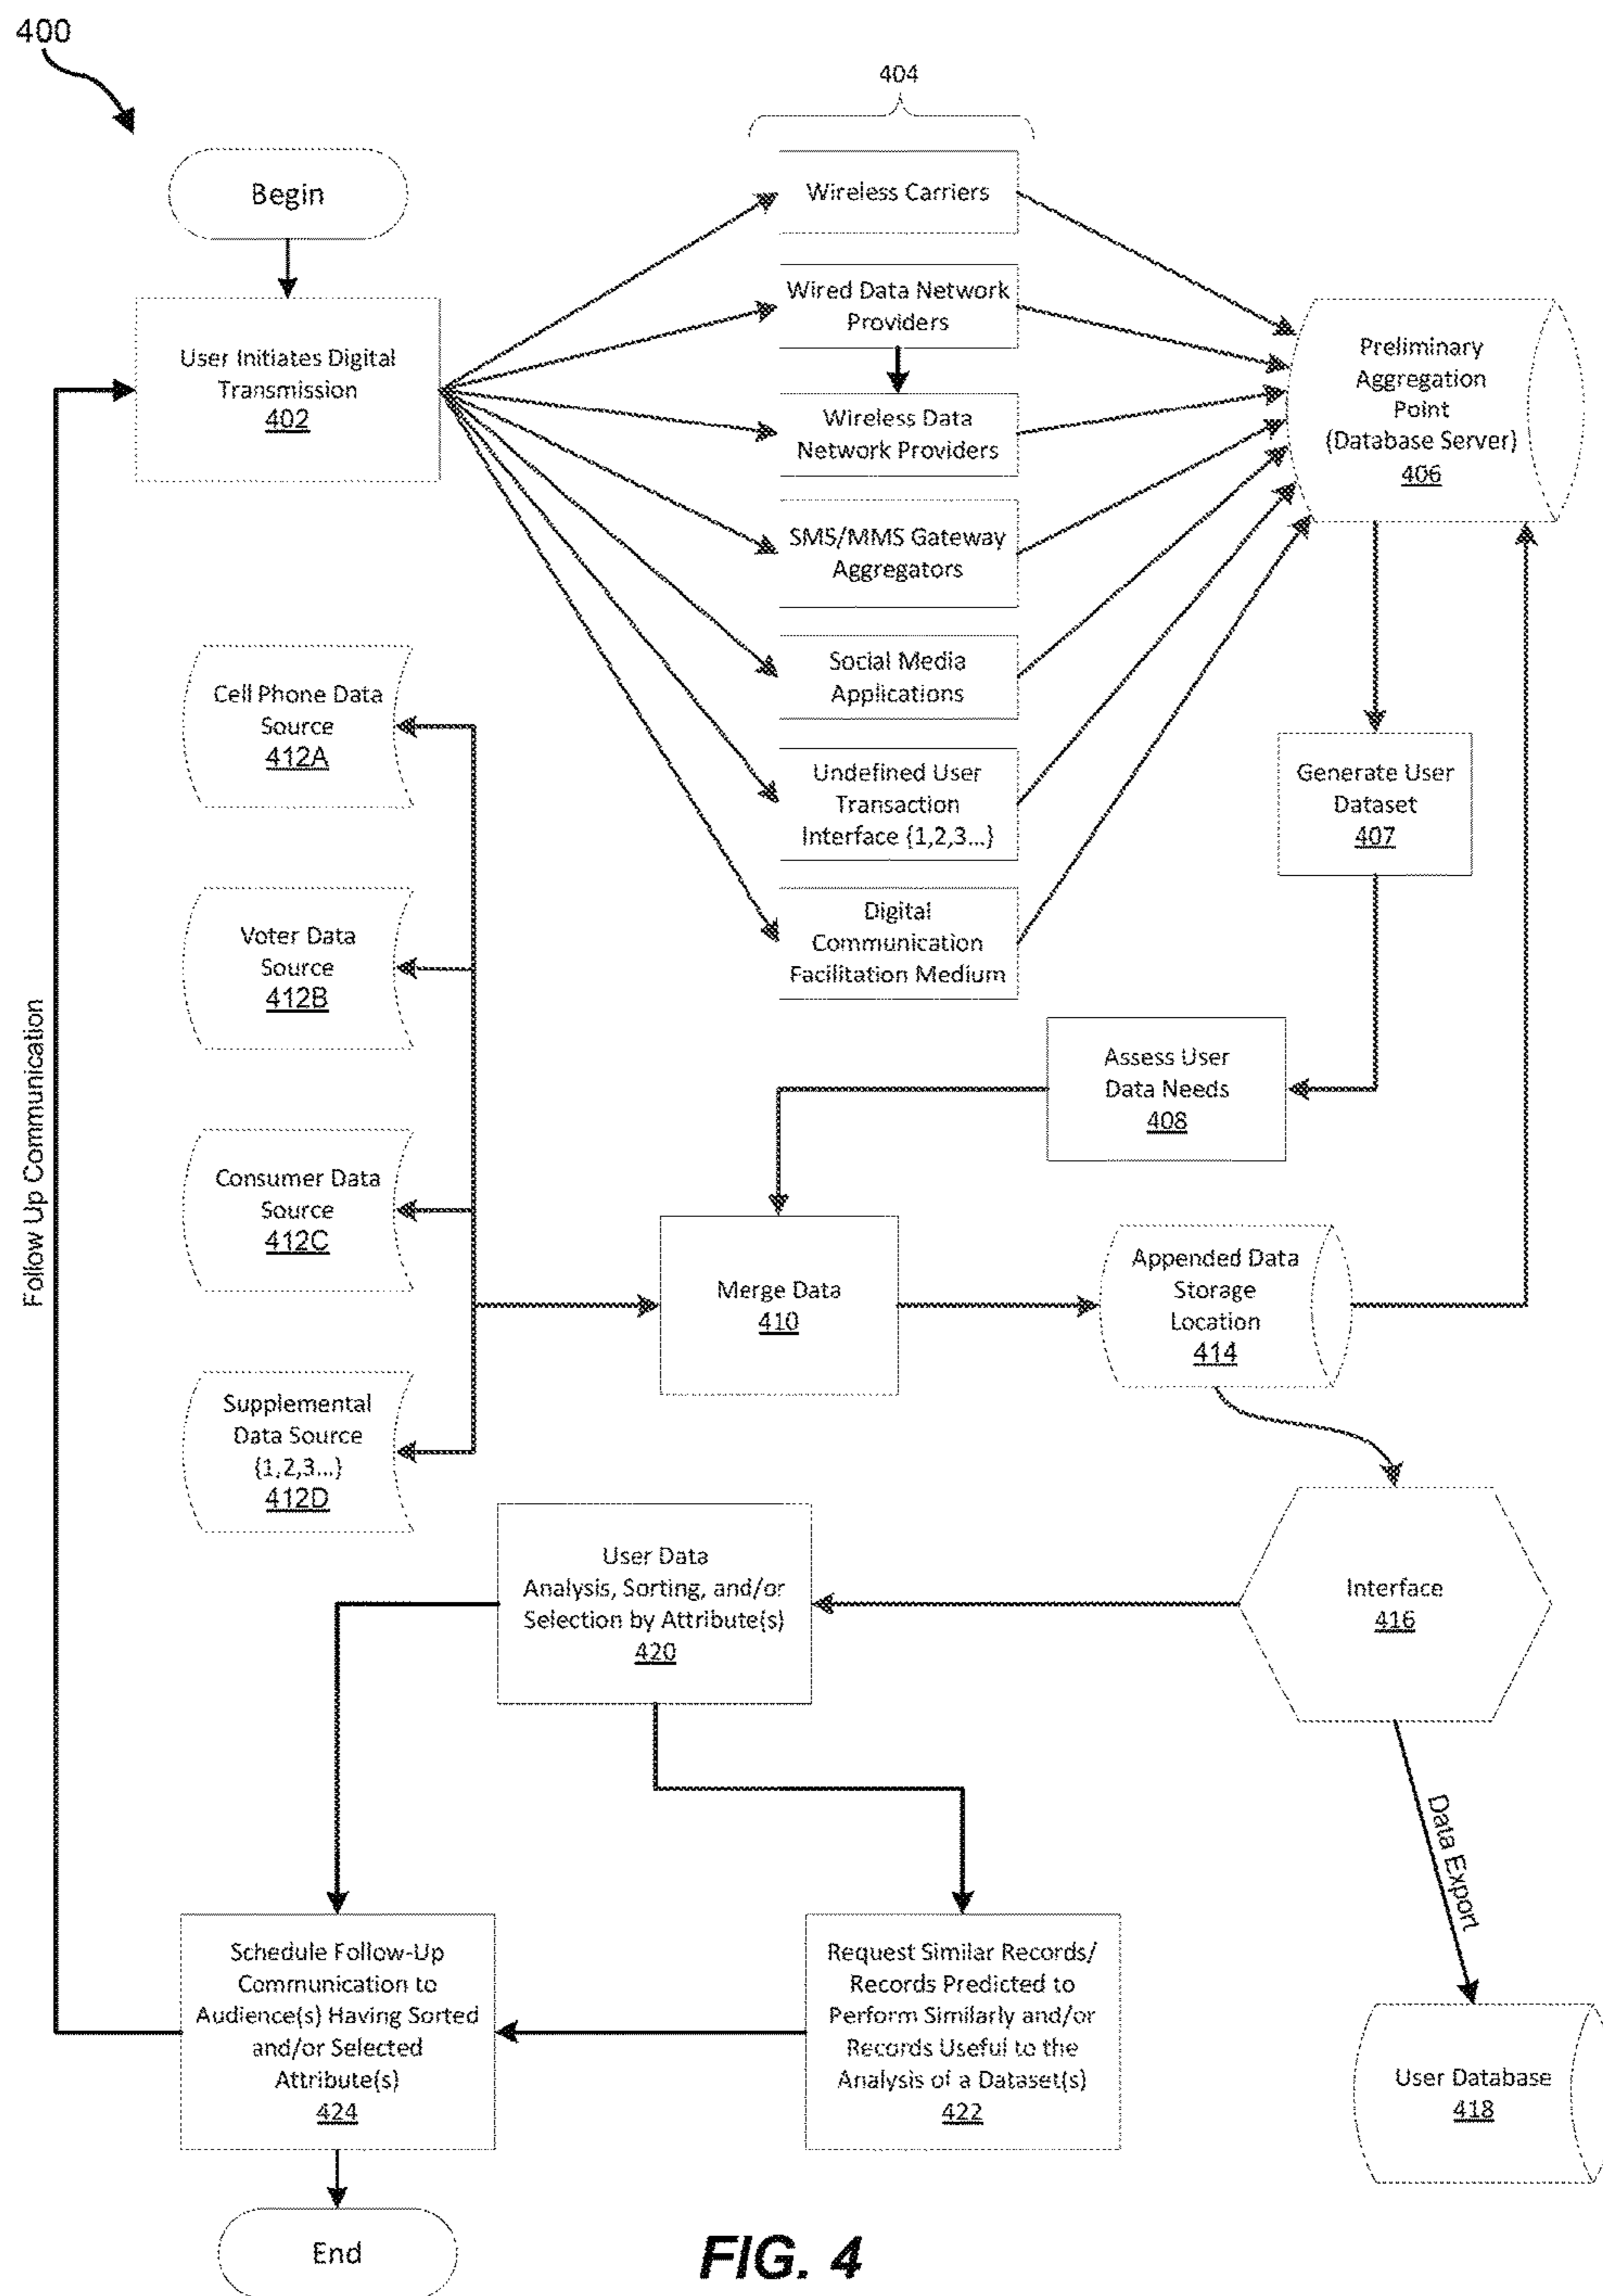 400
404
Begin
Wireless Carriers
Wired Data Network
Providers
User Initiates Digital
Transmission
402
Preliminary
Aggregation
Point
(Database Server)
406
Wireless Data
Network Providers
SMS/MMS Gateway
Aggregators
Social Media
Applications
Cell Phone Data
Source
412A
Undefined User
Transaction
Interface {1,2,3...}
Generate User
Dataset
407
Digital
Communication
Facilitation Medium
Voter Data
Source
412B
Follow Up Communication
Assess User
Data Needs
408
Consumer Data
Source
412C
Merge Data
410
Appended Data
Storage
Location
414
Supplemental
Data Source
{1,2,3...}
412D
User Data
Analysis, Sorting, and/or
Selection by Attribute(s)
420
Interface
416
Data Export
Schedule Follow-Up
Communication to
Audience(s) Having Sorted
and/or Selected
Attribute(s)
424
Request Similar Records/
Records Predicted to
Perform Similarly and/or
Records Useful to the
Analysis of a Dataset(s)
422
User Database
418
End
FIG. 4